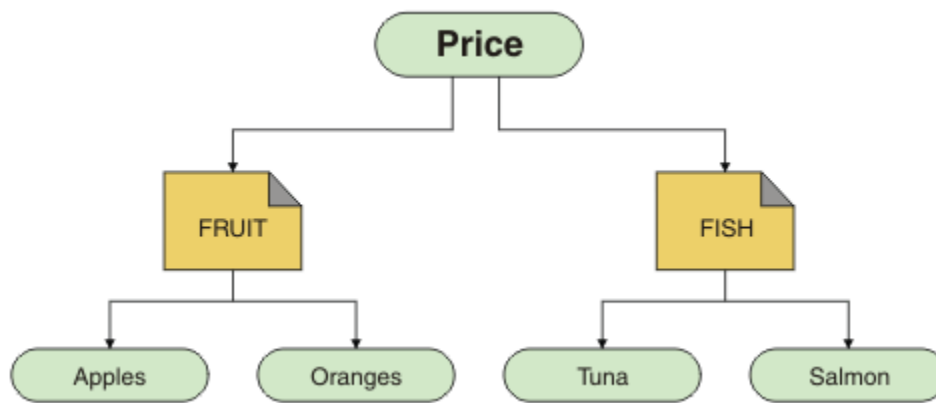 Price
FRUIT
FISH
Apples
Oranges
Tuna
Salmon